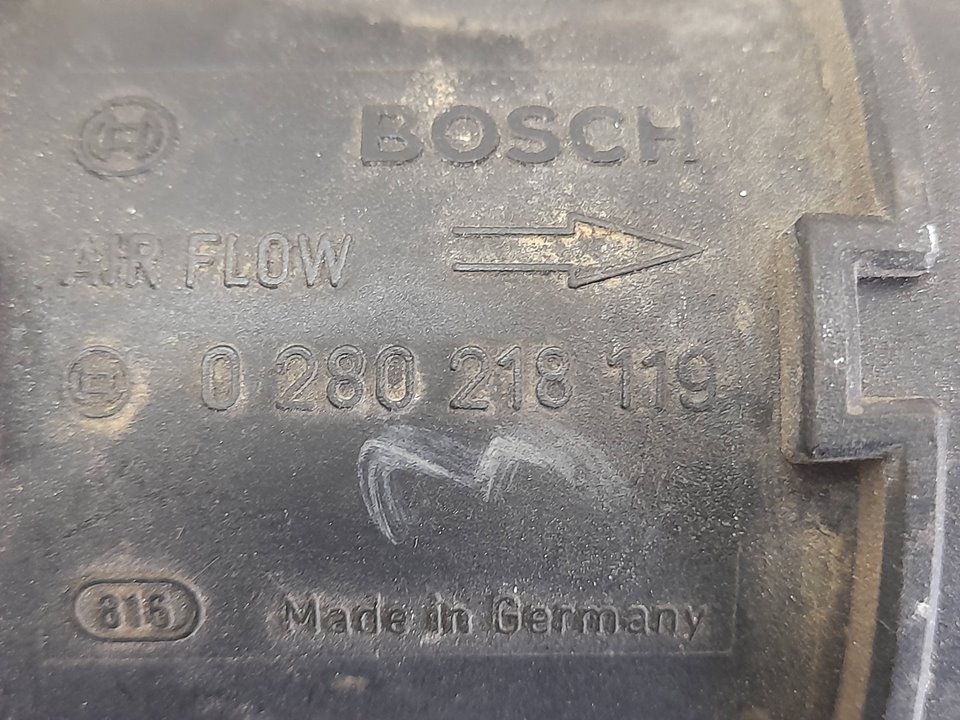 BOSCH
AIR FLOW
0 280 218 119
816
Made in Germany